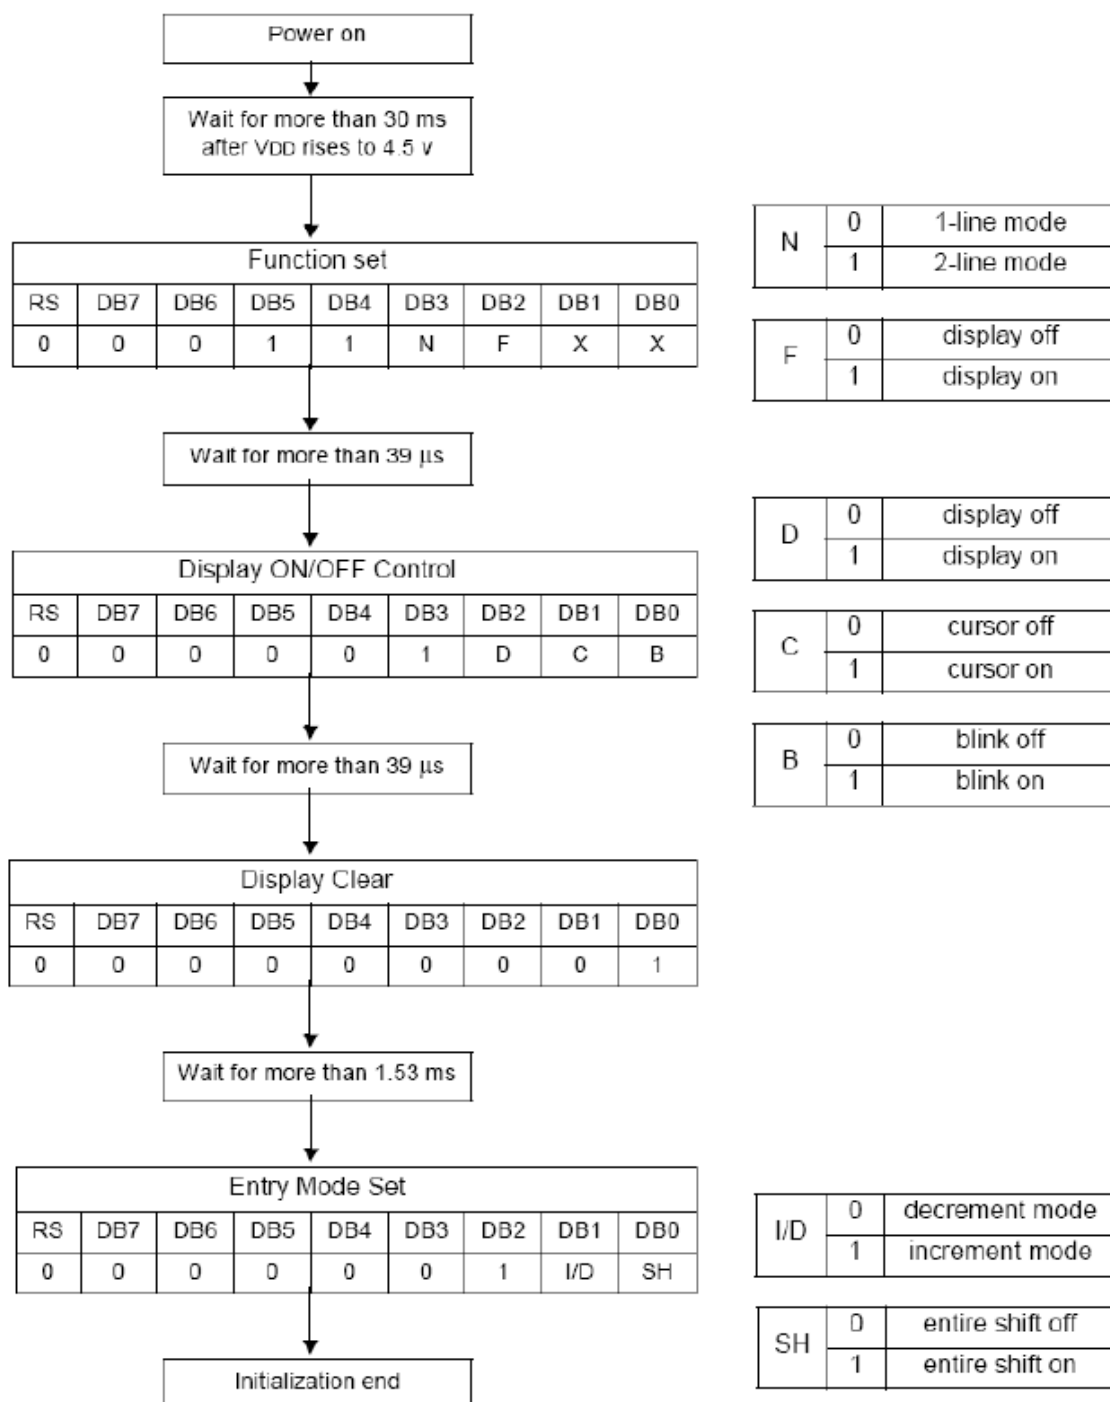 Power on
Wait for more than 30 ms
after VDD rises to 4.5 v
Function set
RS DB7 DB6 DB5 DB4 DB3 DB2 DB1 DB0
0 0 0 1 1 N F X X
N 0 1-line mode
1 2-line mode
F 0 display off
1 display on
Wait for more than 39 µs
Display ON/OFF Control
RS DB7 DB6 DB5 DB4 DB3 DB2 DB1 DB0
0 0 0 0 0 1 D C B
D 0 display off
1 display on
C 0 cursor off
1 cursor on
B 0 blink off
1 blink on
Wait for more than 39 µs
Display Clear
RS DB7 DB6 DB5 DB4 DB3 DB2 DB1 DB0
0 0 0 0 0 0 0 0 1
Wait for more than 1.53 ms
Entry Mode Set
RS DB7 DB6 DB5 DB4 DB3 DB2 DB1 DB0
0 0 0 0 0 0 1 I/D SH
I/D 0 decrement mode
1 increment mode
SH 0 entire shift off
1 entire shift on
Initialization end